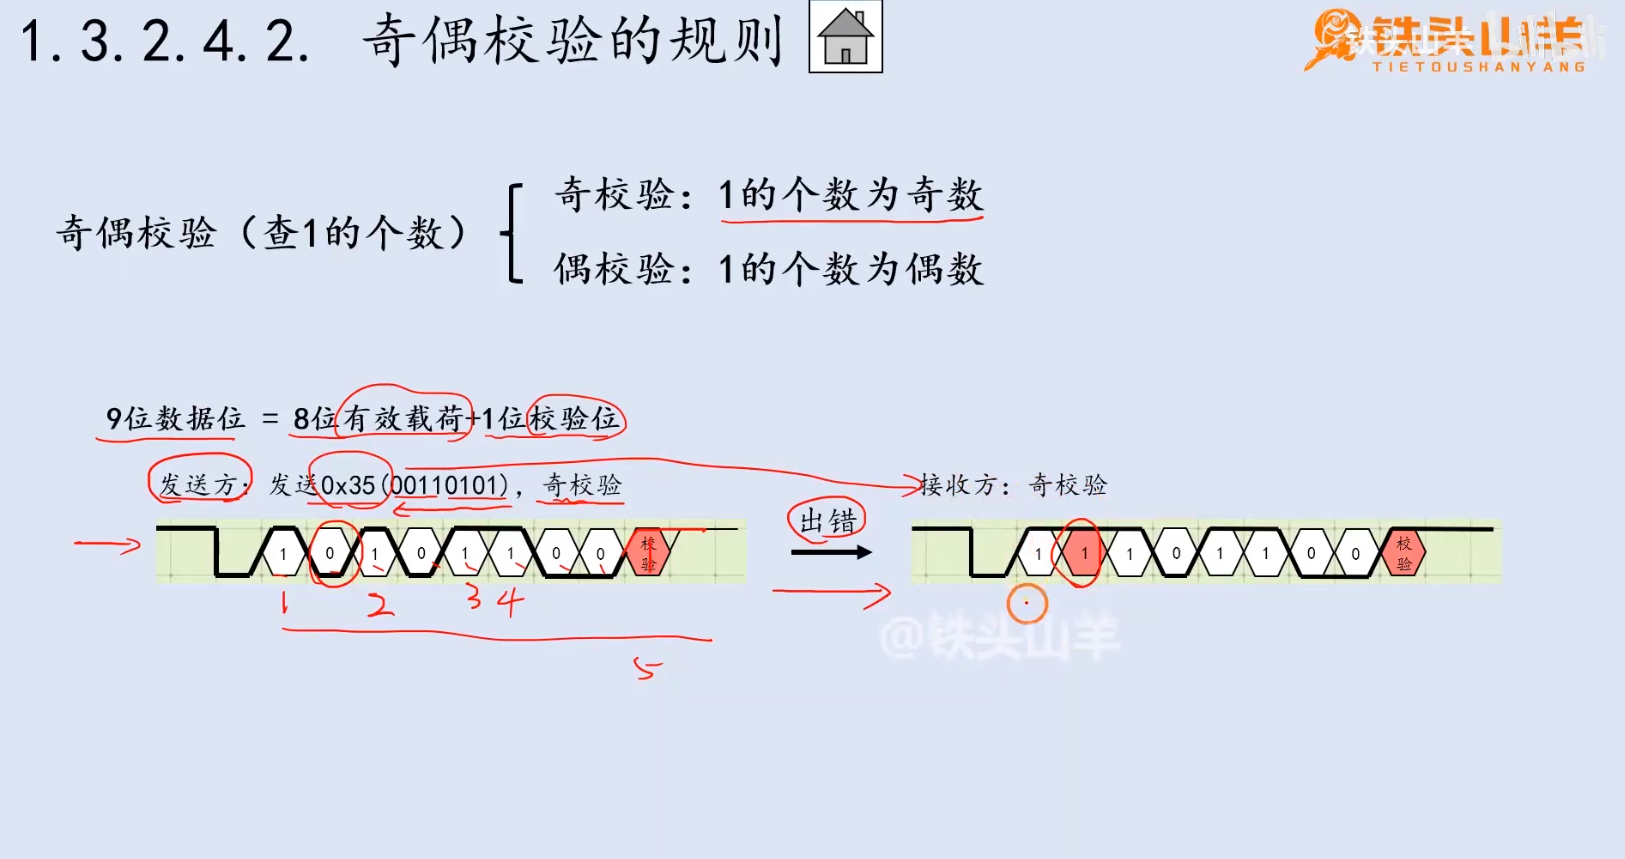 1.3.2.4.2. 奇偶校验的规则
铁头山羊
TIETOUSHANYANG
奇偶校验（查1的个数）
奇校验：1的个数为奇数
偶校验：1的个数为偶数
9位数据位 = 8位有效载荷+1位校验位
发送方：发送0x35(00110101)，奇校验
接收方：奇校验
出错
1 0 1 0 1 1 0 0 校验
1 1 1 0 1 1 0 0 校验
1 2 3 4
5
@铁头山羊